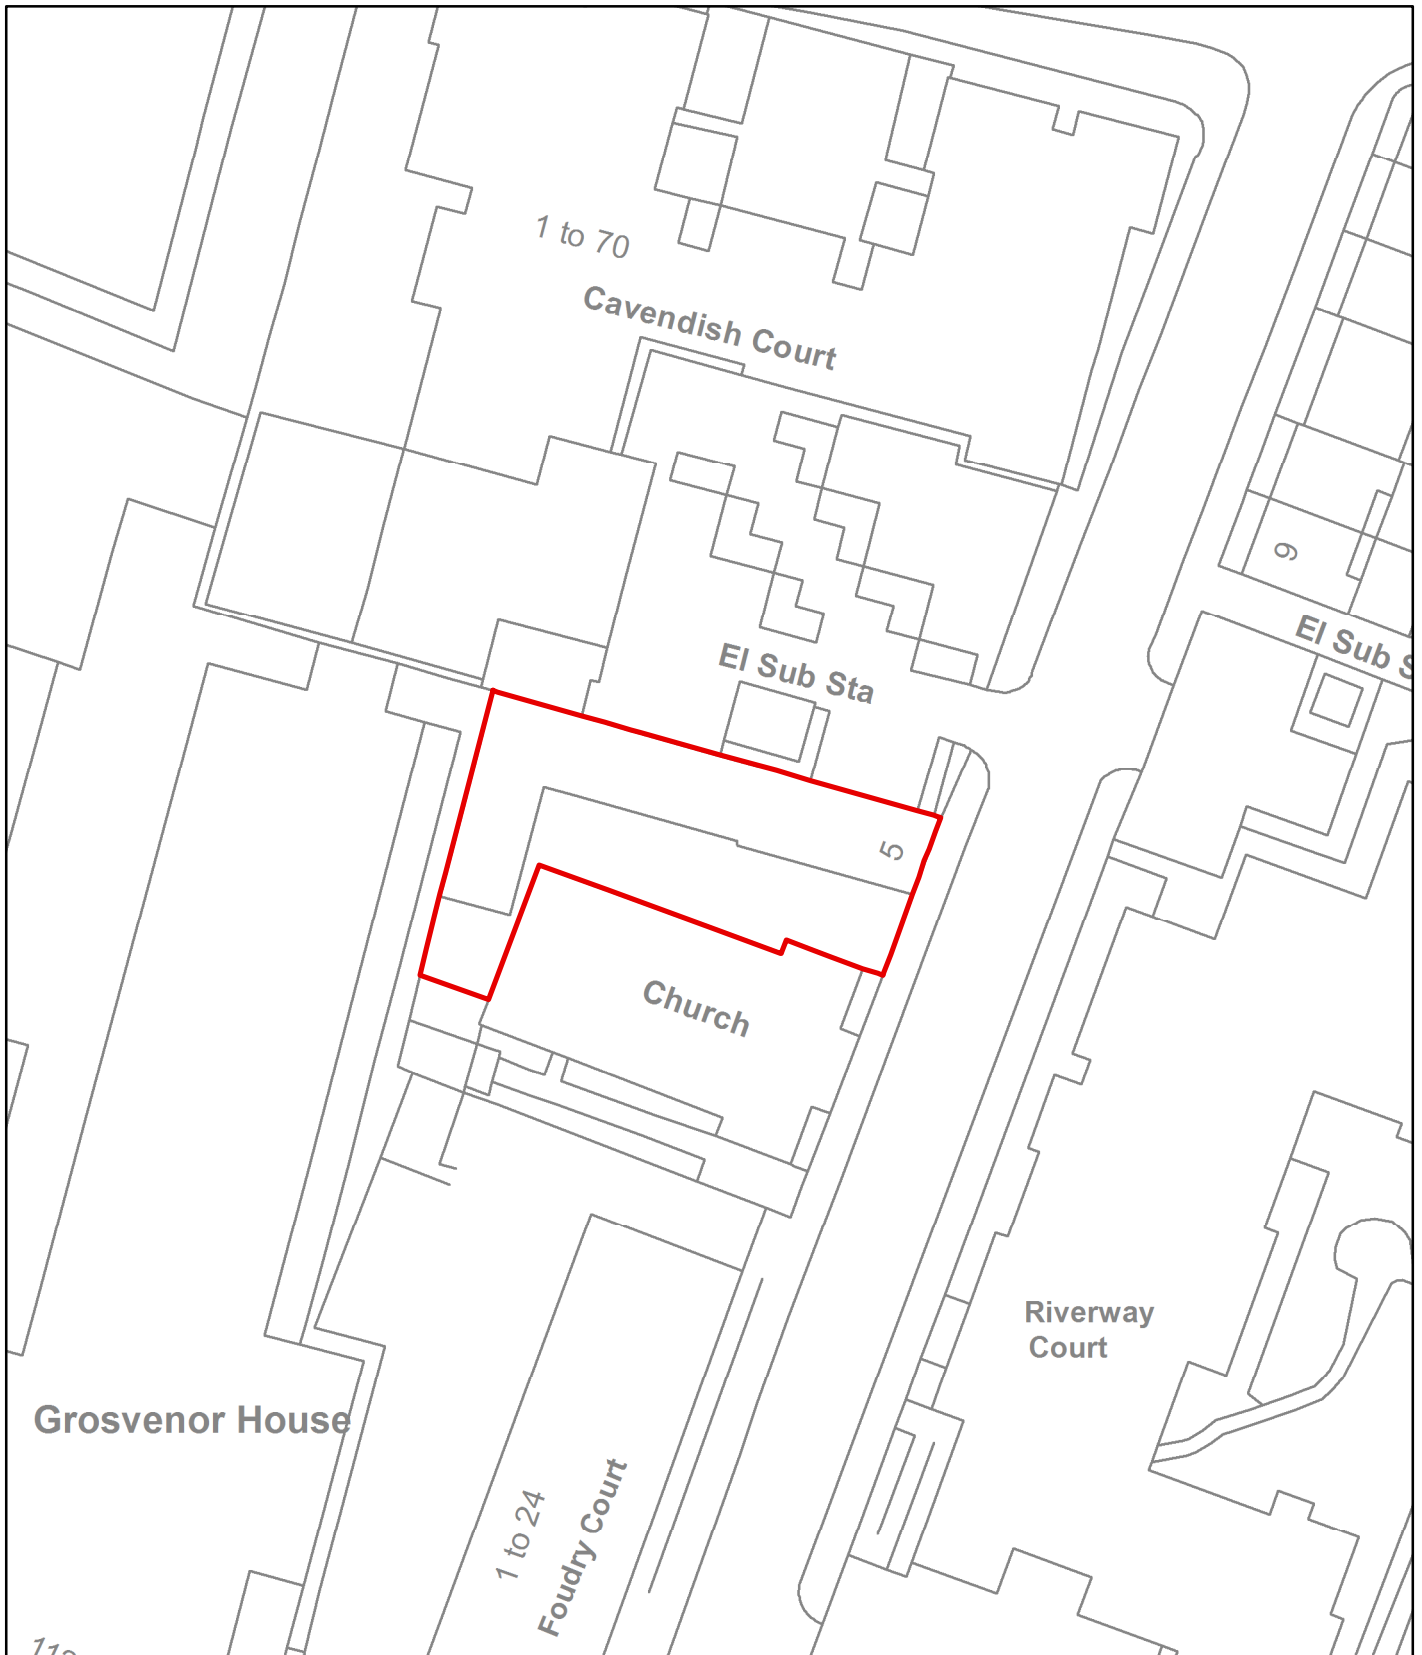 1 to 70
Cavendish Court
9
El Sub Sta
El Sub S
5
Church
Riverway
Court
Grosvenor House
1 to 24
Foudry Court